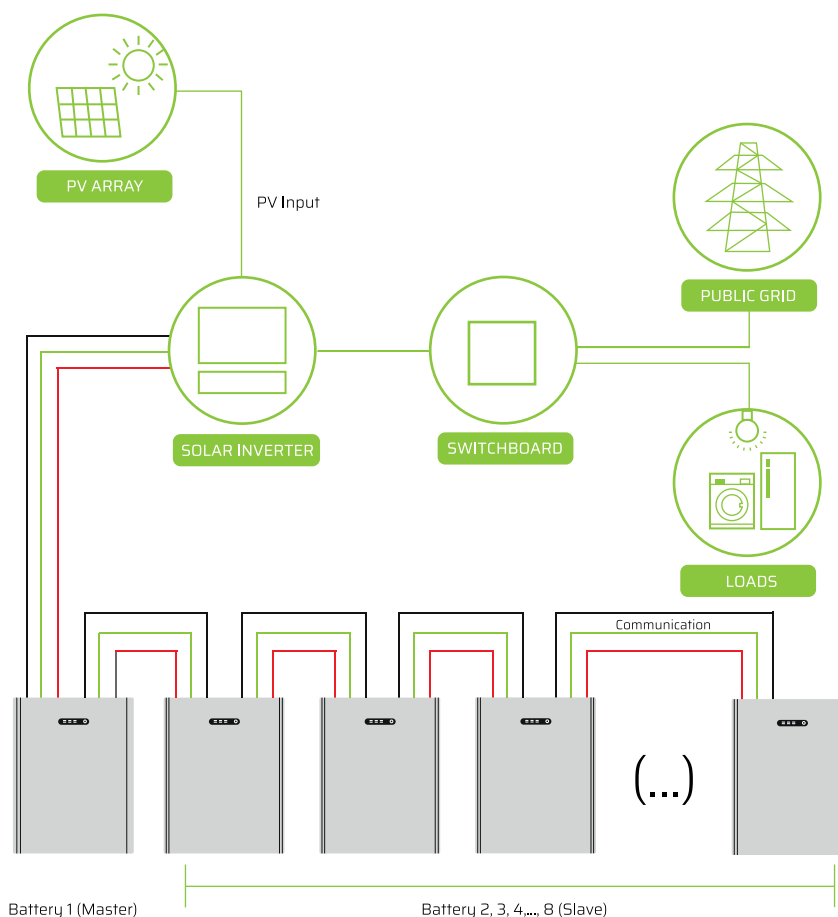 PV ARRAY
PV Input
PUBLIC GRID
SOLAR INVERTER
SWITCHBOARD
LOADS
Communication
(...)
Battery 1 (Master)
Battery 2, 3, 4,..., 8 (Slave)